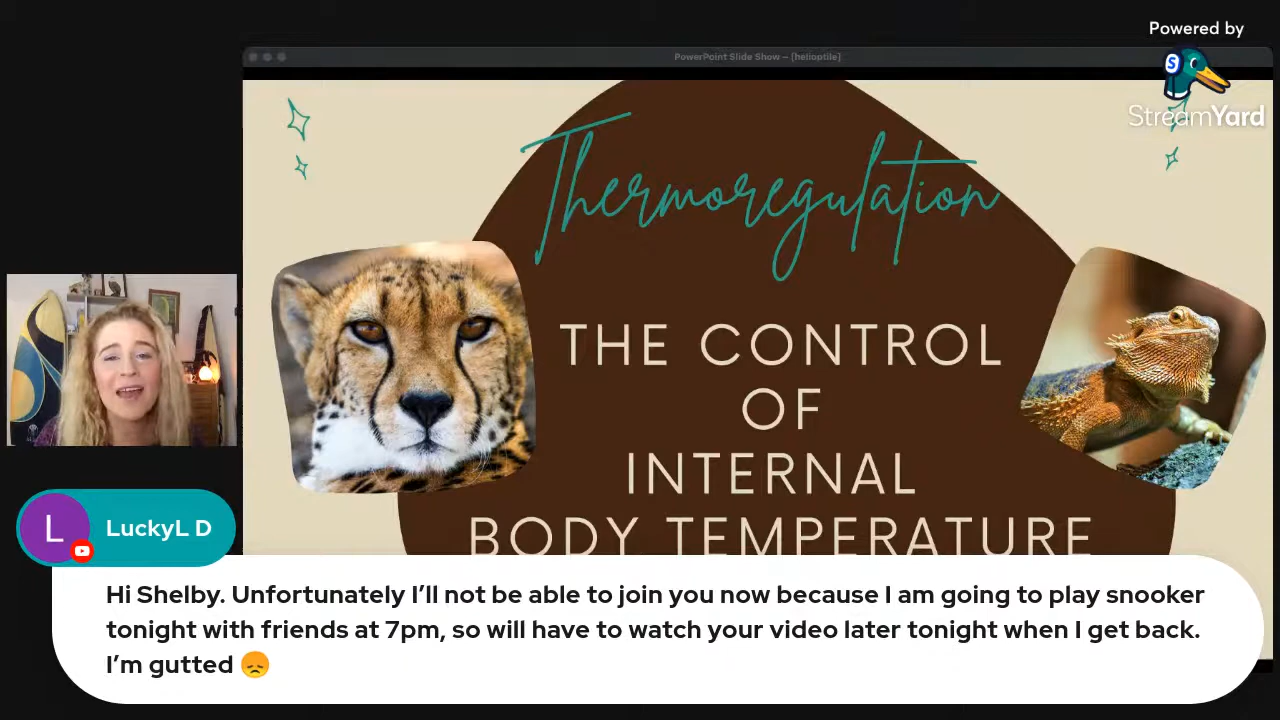 Powered by
PowerPoint Slide Show – [helioptile]
S
StreamYard
Thermoregulation
THE CONTROL
OF
INTERNAL
BODY TEMPERATURE
L
LuckyL D
Hi Shelby. Unfortunately I’ll not be able to join you now because I am going to play snooker
tonight with friends at 7pm, so will have to watch your video later tonight when I get back.
I’m gutted 😞